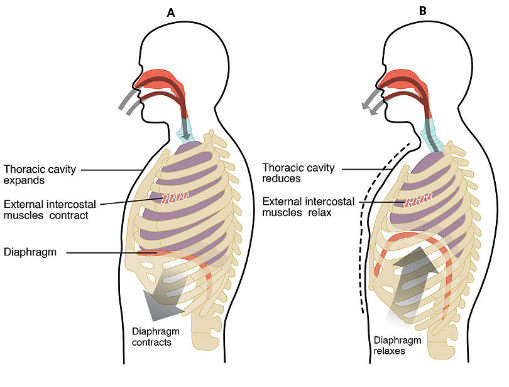 A
Thoracic cavity
expands
External intercostal
muscles contract
Diaphragm
Diaphragm
contracts
B
Thoracic cavity
reduces
External intercostal
muscles relax
Diaphragm
relaxes